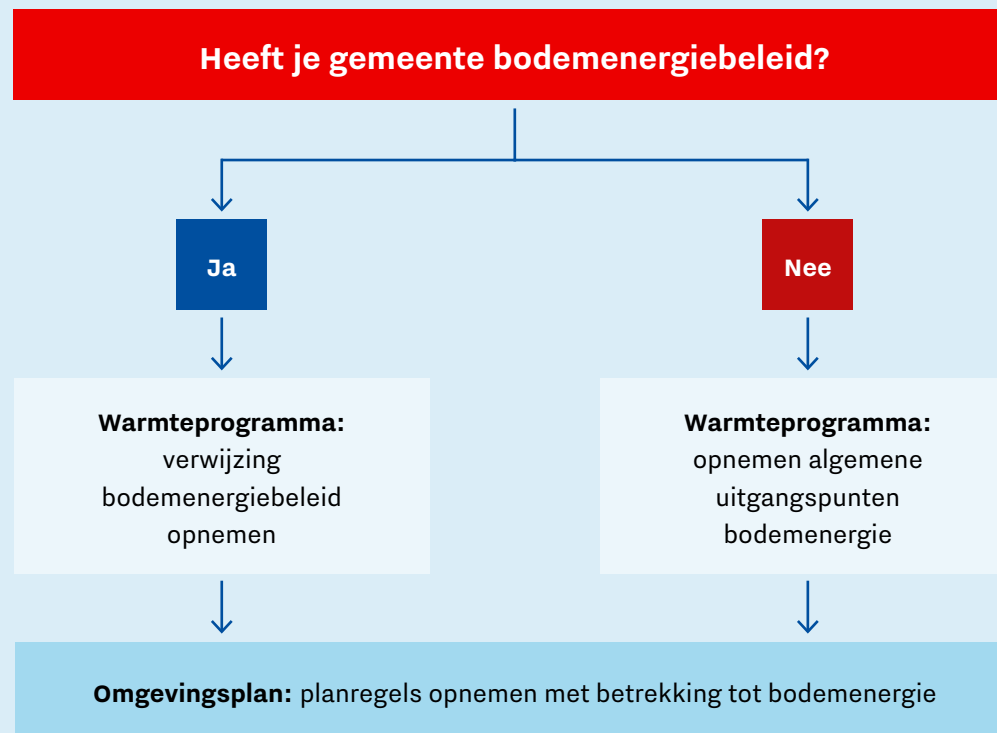 Heeft je gemeente bodemenergiebeleid?
Ja
Nee
Warmteprogramma:
verwijzing
bodemenergiebeleid
opnemen
Warmteprogramma:
opnemen algemene
uitgangspunten
bodemenergie
Omgevingsplan: planregels opnemen met betrekking tot bodemenergie